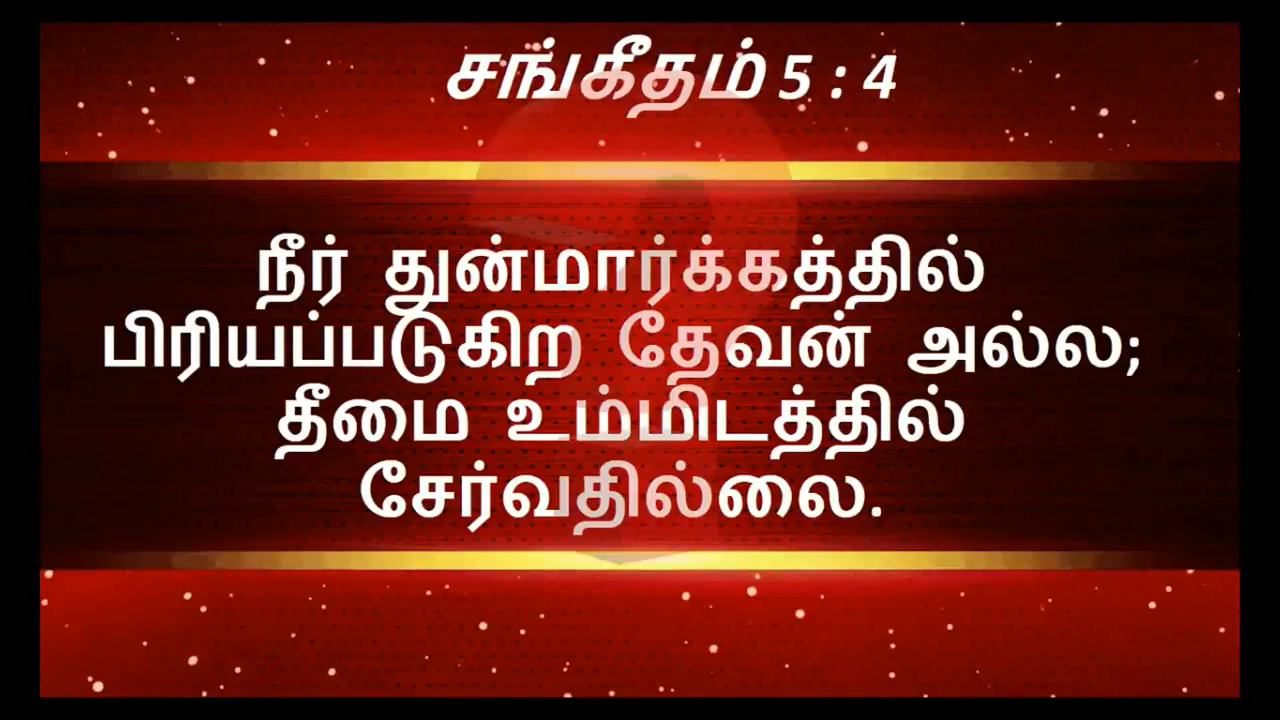 சங்கீதம் 5 : 4
நீர் துன்மார்க்கத்தில்
பிரியப்படுகிற தேவன் அல்ல;
தீமை உம்மிடத்தில்
சேர்வதில்லை.